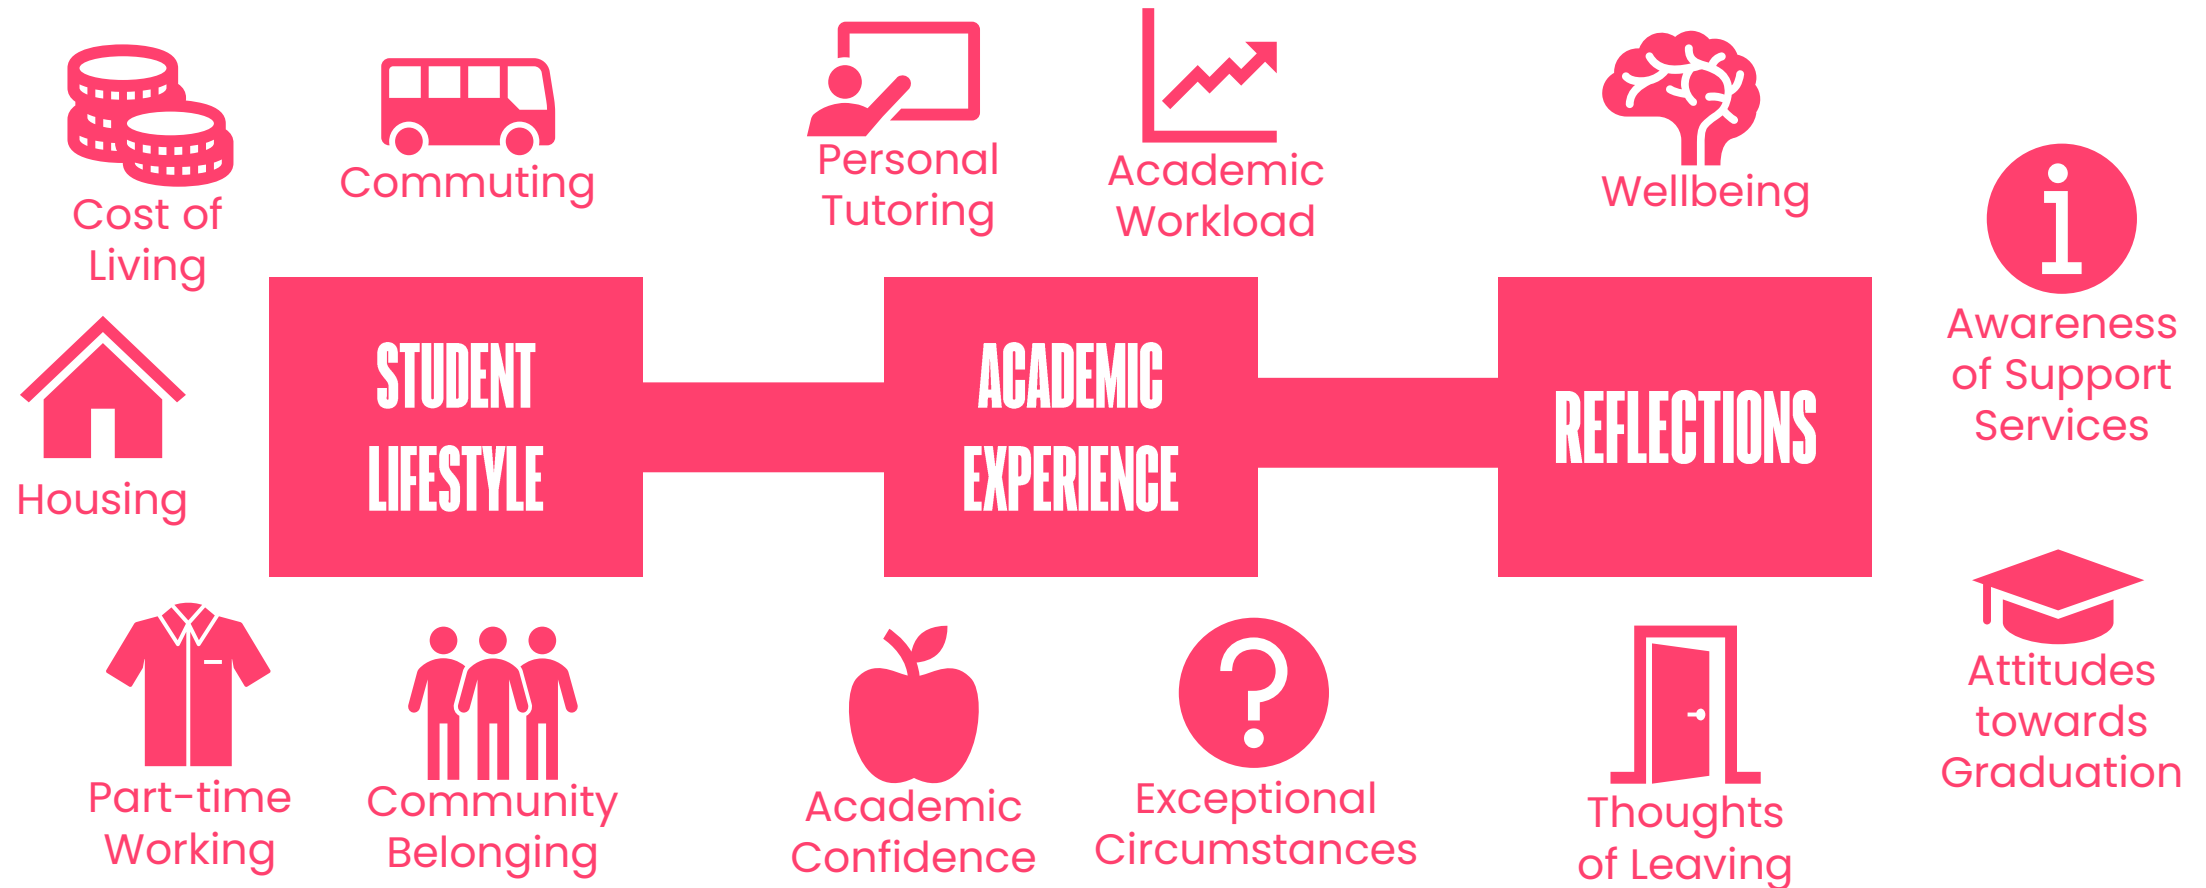 Cost of
Living
Commuting
Housing
STUDENT
LIFESTYLE
Part-time
Working
Community
Belonging
Personal
Tutoring
Academic
Workload
ACADEMIC
EXPERIENCE
Academic
Confidence
Exceptional
Circumstances
Wellbeing
Awareness
of Support
Services
REFLECTIONS
Thoughts
of Leaving
Attitudes
towards
Graduation